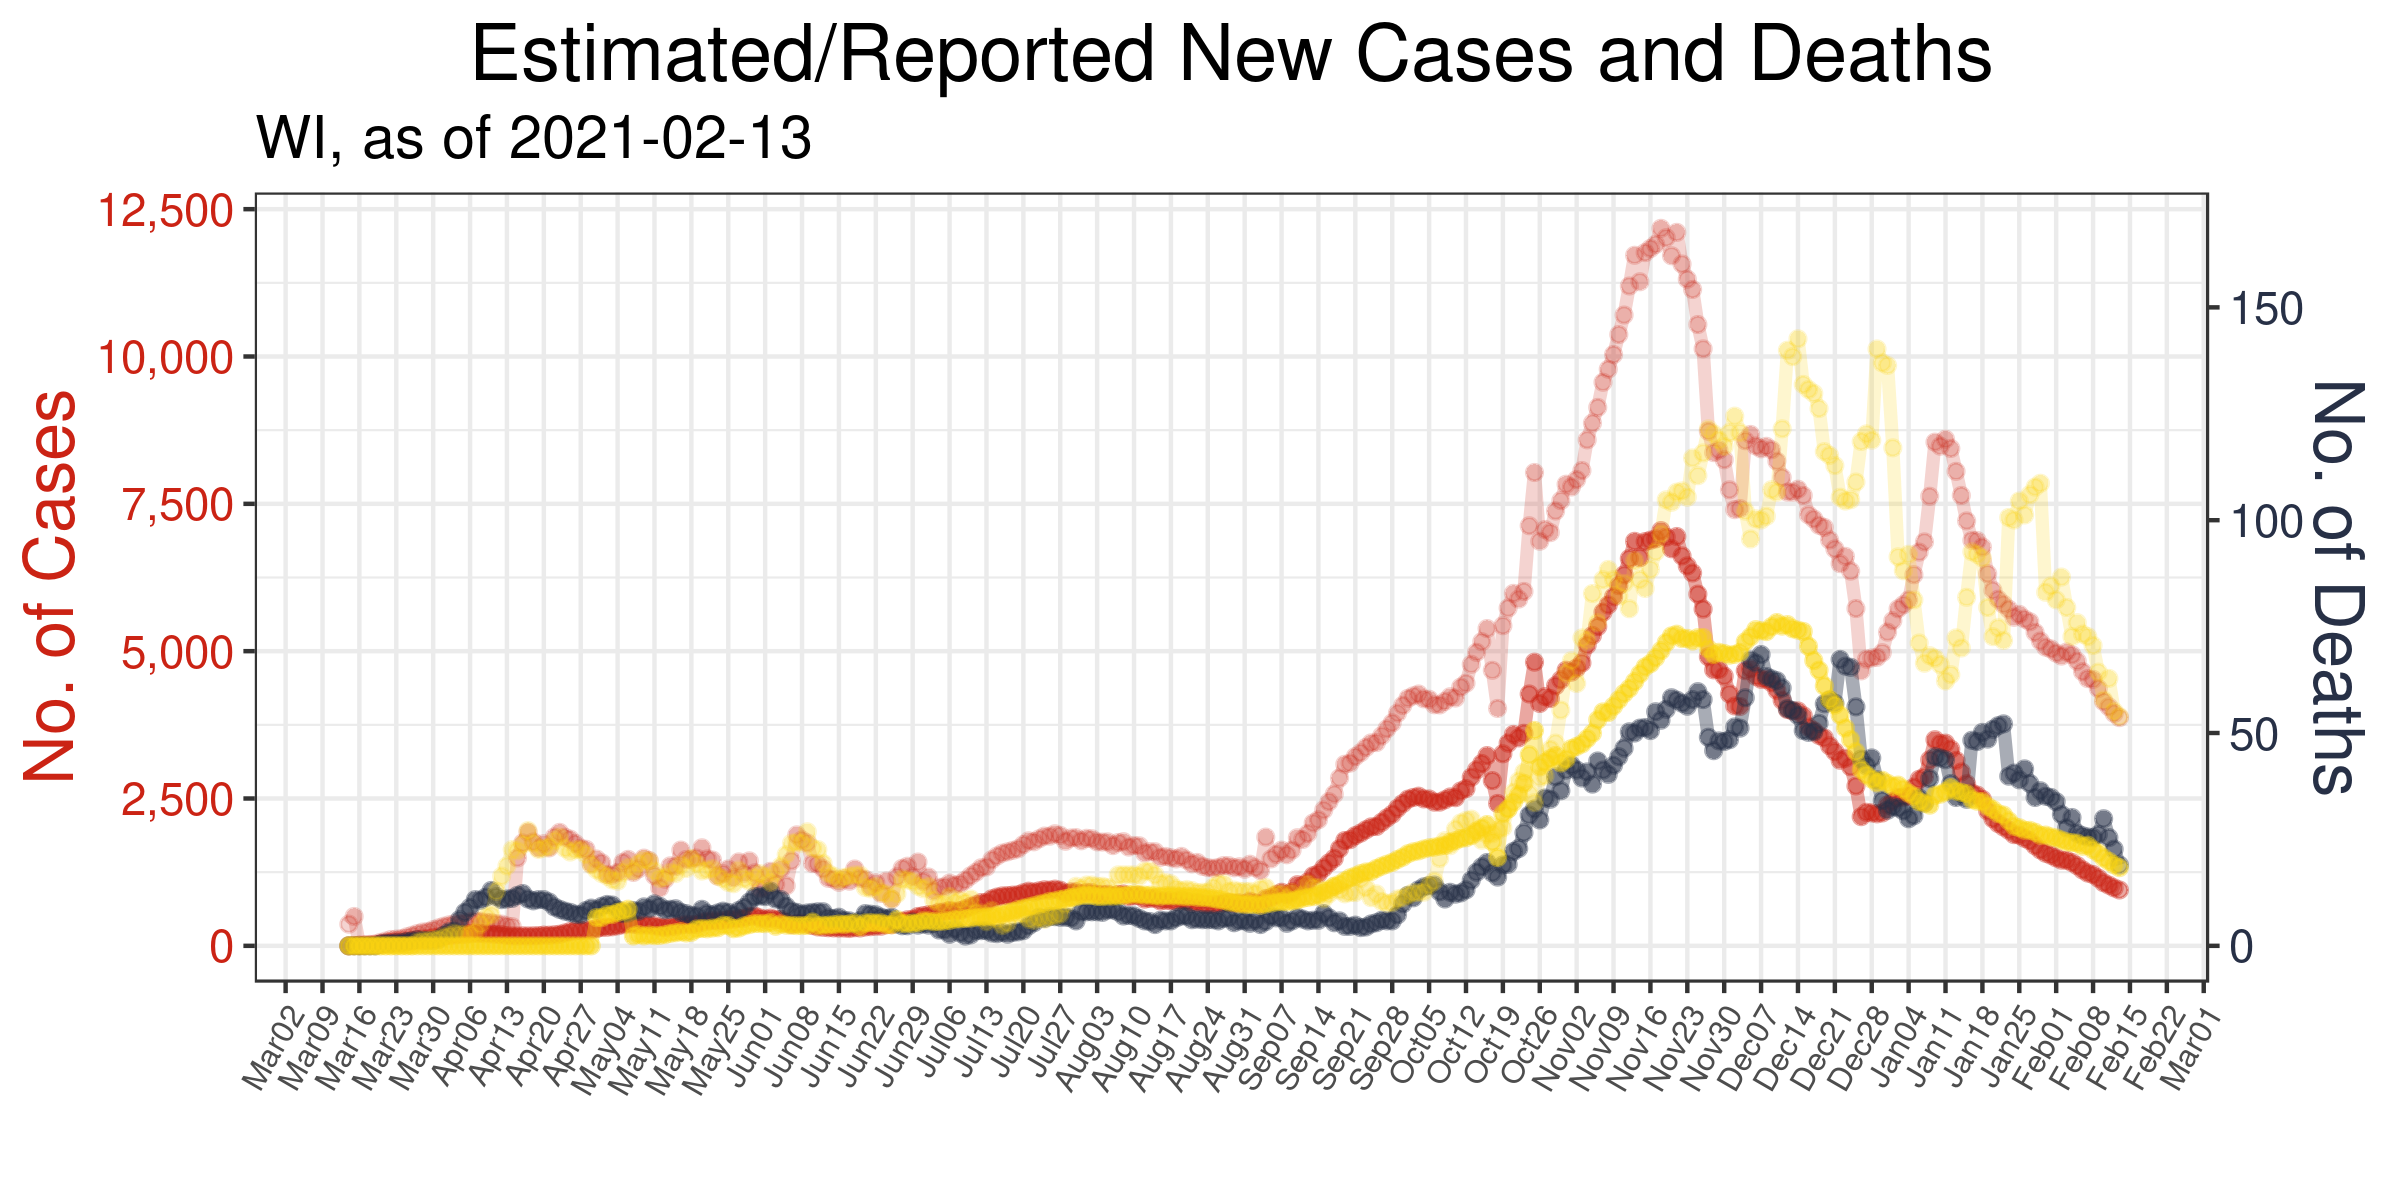 Estimated/Reported New Cases and Deaths
WI, as of 2021-02-13
12,500
10,000
7,500
5,000
2,500
0
No. of Cases
150
100
50
0
No. of Deaths
Mar02
Mar09
Mar16
Mar23
Mar30
Apr06
Apr13
Apr20
Apr27
May04
May11
May18
May25
Jun01
Jun08
Jun15
Jun22
Jun29
Jul06
Jul13
Jul20
Jul27
Aug03
Aug10
Aug17
Aug24
Aug31
Sep07
Sep14
Sep21
Sep28
Oct05
Oct12
Oct19
Oct26
Nov02
Nov09
Nov16
Nov23
Nov30
Dec07
Dec14
Dec21
Dec28
Jan04
Jan11
Jan18
Jan25
Feb01
Feb08
Feb15
Feb22
Mar01